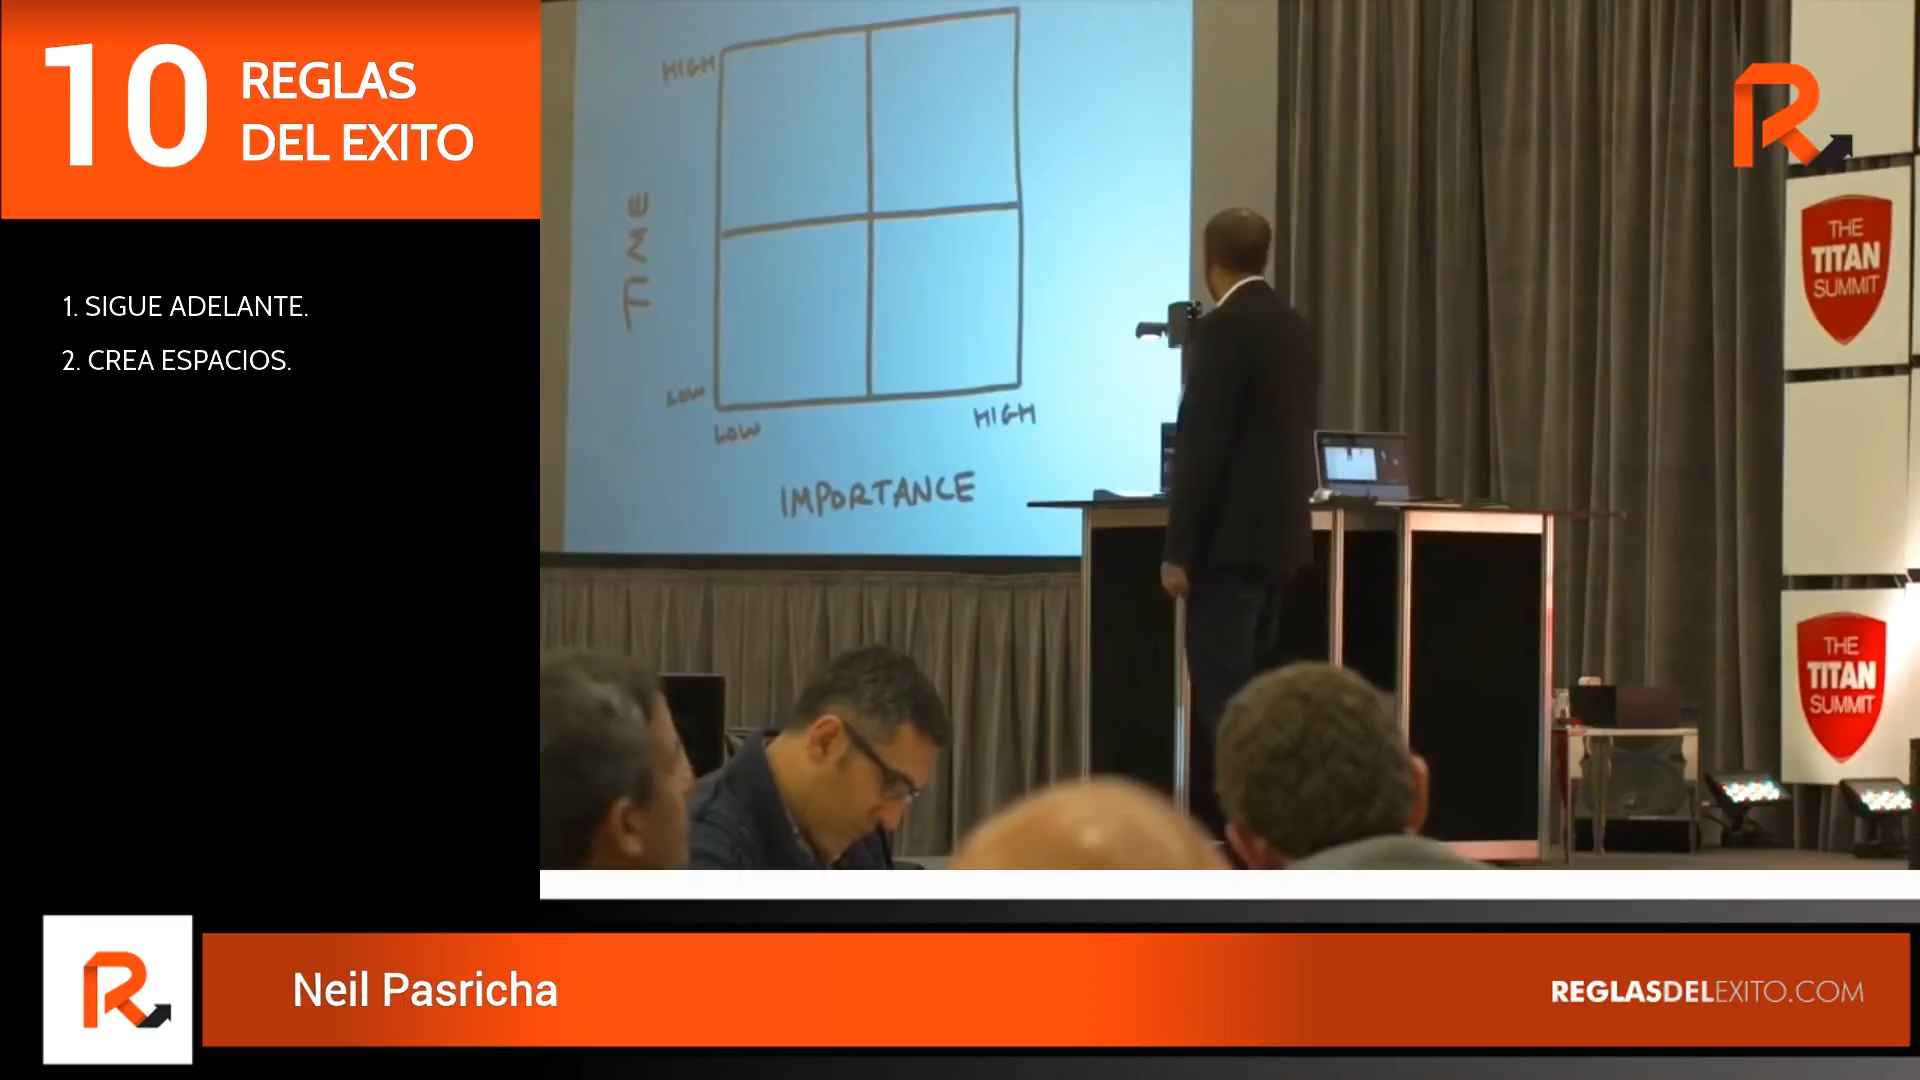 10
REGLAS
DEL EXITO
1. SIGUE ADELANTE.
2. CREA ESPACIOS.
HIGH
TIME
LOW
LOW
HIGH
IMPORTANCE
R
THE
TITAN
SUMMIT
THE
TITAN
SUMMIT
R
Neil Pasricha
REGLASDELEXITO.COM